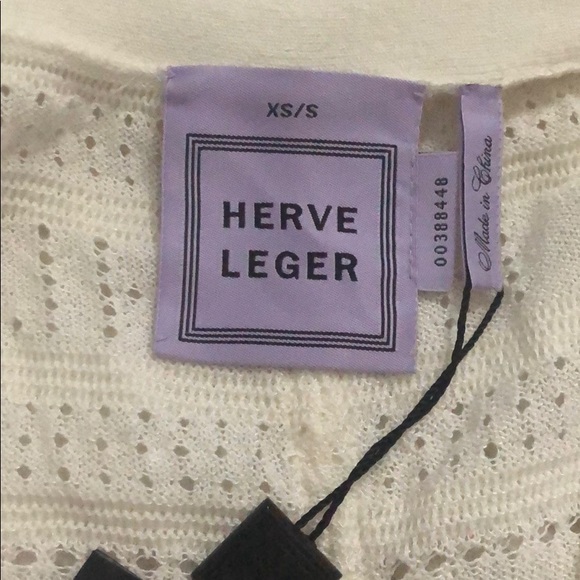 XS/S
HERVE
LEGER
00388448
Made in China